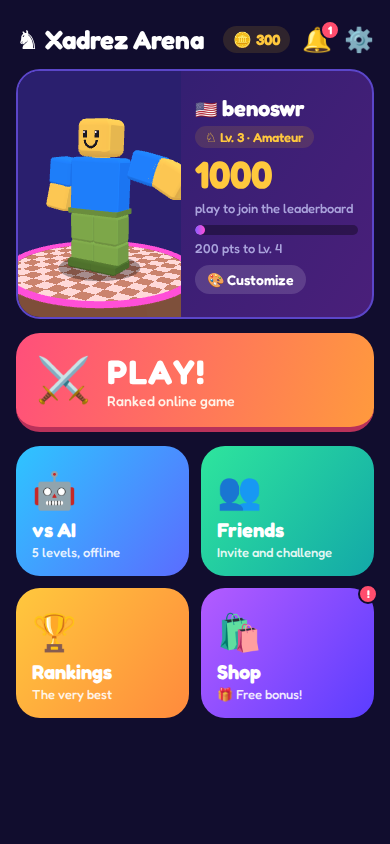 Xadrez Arena
300
1
benoswr
Lv. 3 · Amateur
1000
play to join the leaderboard
200 pts to Lv. 4
Customize
PLAY!
Ranked online game
vs AI
5 levels, offline
Friends
Invite and challenge
Rankings
The very best
!
Shop
Free bonus!